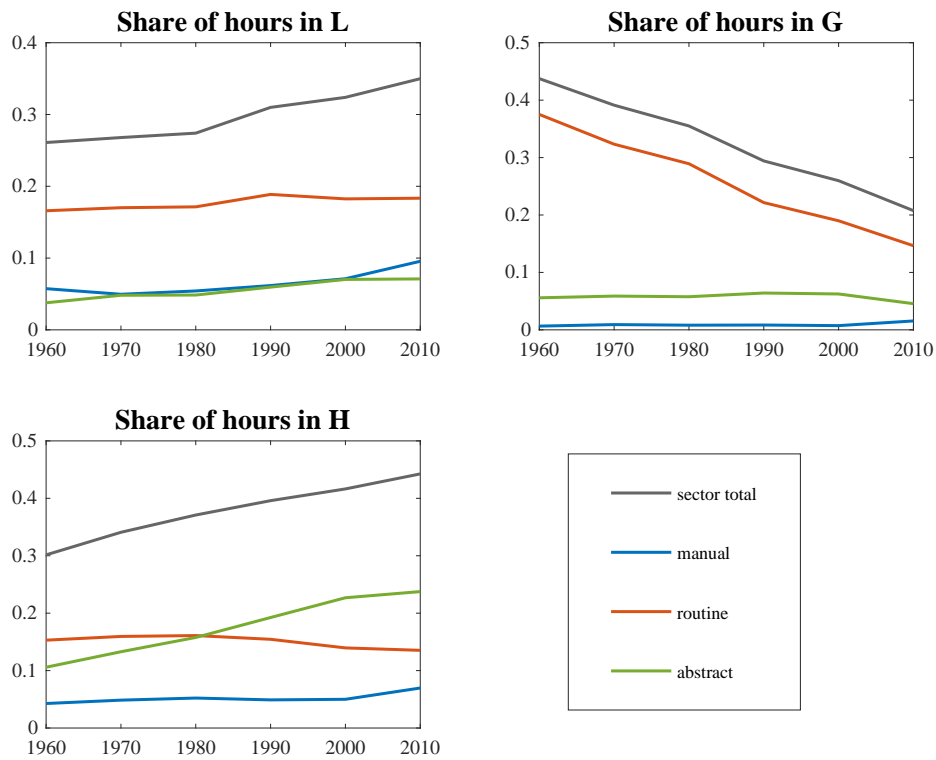 Share of hours in L
0.4
0.3
0.2
0.1
0
1960 1970 1980 1990 2000 2010
Share of hours in G
0.5
0.4
0.3
0.2
0.1
0
1960 1970 1980 1990 2000 2010
Share of hours in H
0.5
0.4
0.3
0.2
0.1
0
1960 1970 1980 1990 2000 2010
sector total
manual
routine
abstract